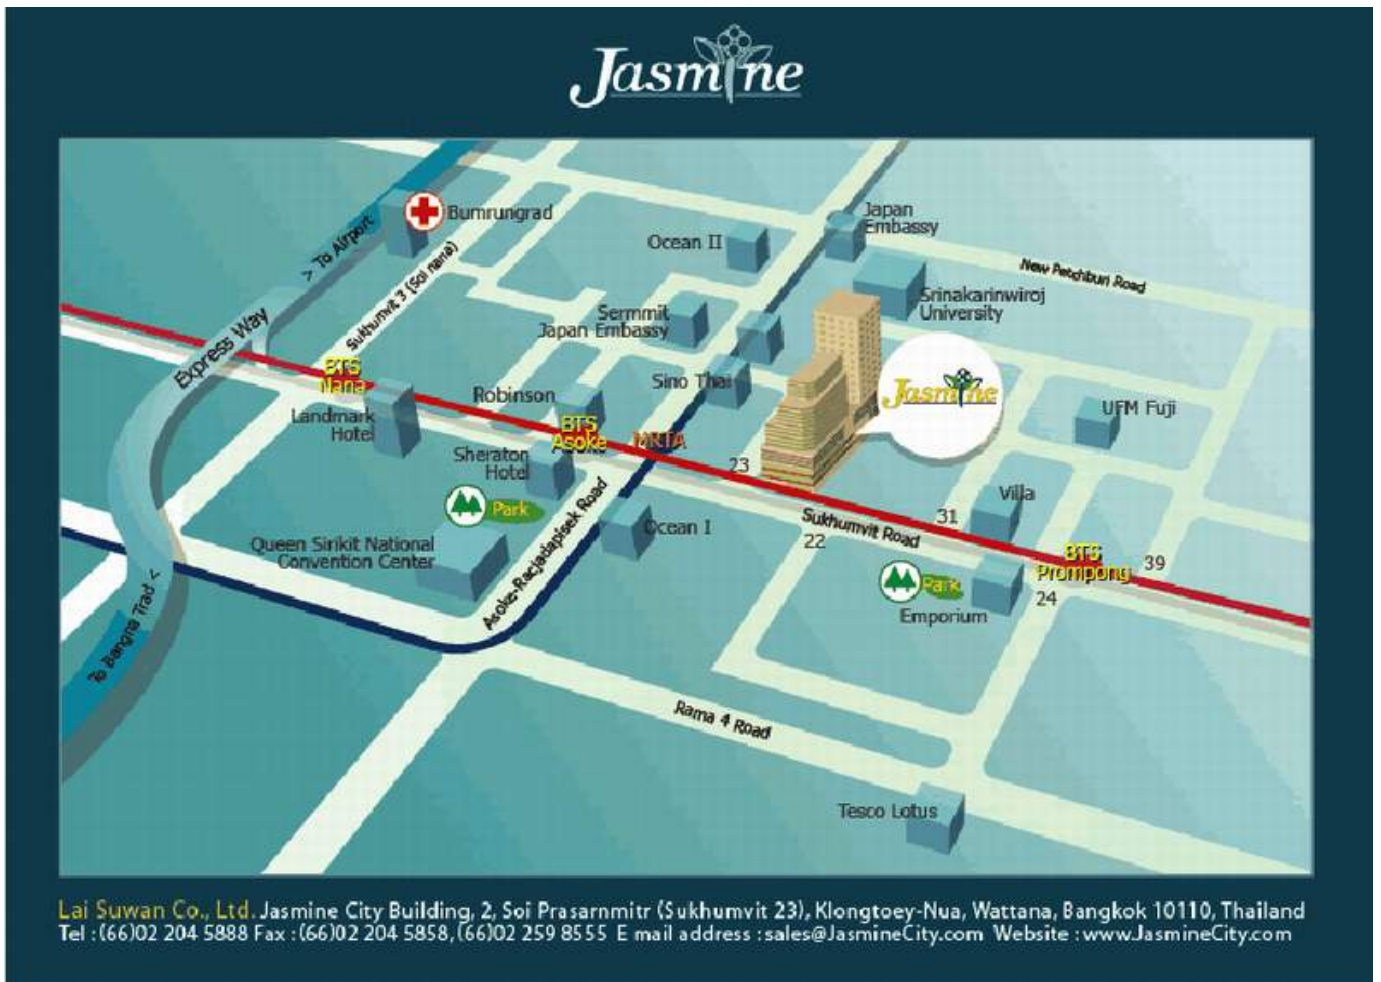 Jasmine
Bumrungrad
> To Airport
Sukhumvit 3 (Soi nana)
Express Way
Ocean II
Japan
Embassy
New Petchburi Road
Srinakarinwiroj
University
Sermmit
Japan Embassy
Sino Thai
Jasmine
UFM Fuji
BTS
Nana
Landmark
Hotel
Robinson
BTS
Asoke
Asoke
MRTA
Sheraton
Hotel
23
Park
Villa
Ocean I
Sukhumvit Road
22
31
Queen Sirikit National
Convention Center
Asoke-Racjadapisek Road
BTS
Prompong
39
24
Park
Emporium
To Bangna Trad <
Rama 4 Road
Tesco Lotus
Lai Suwan Co., Ltd. Jasmine City Building, 2, Soi Prasarnmitr (Sukhumvit 23), Klongtoey-Nua, Wattana, Bangkok 10110, Thailand
Tel :(66)02 204 5888 Fax :(66)02 204 5858,(66)02 259 8555 E mail address :sales@JasmineCity.com Website :www.JasmineCity.com